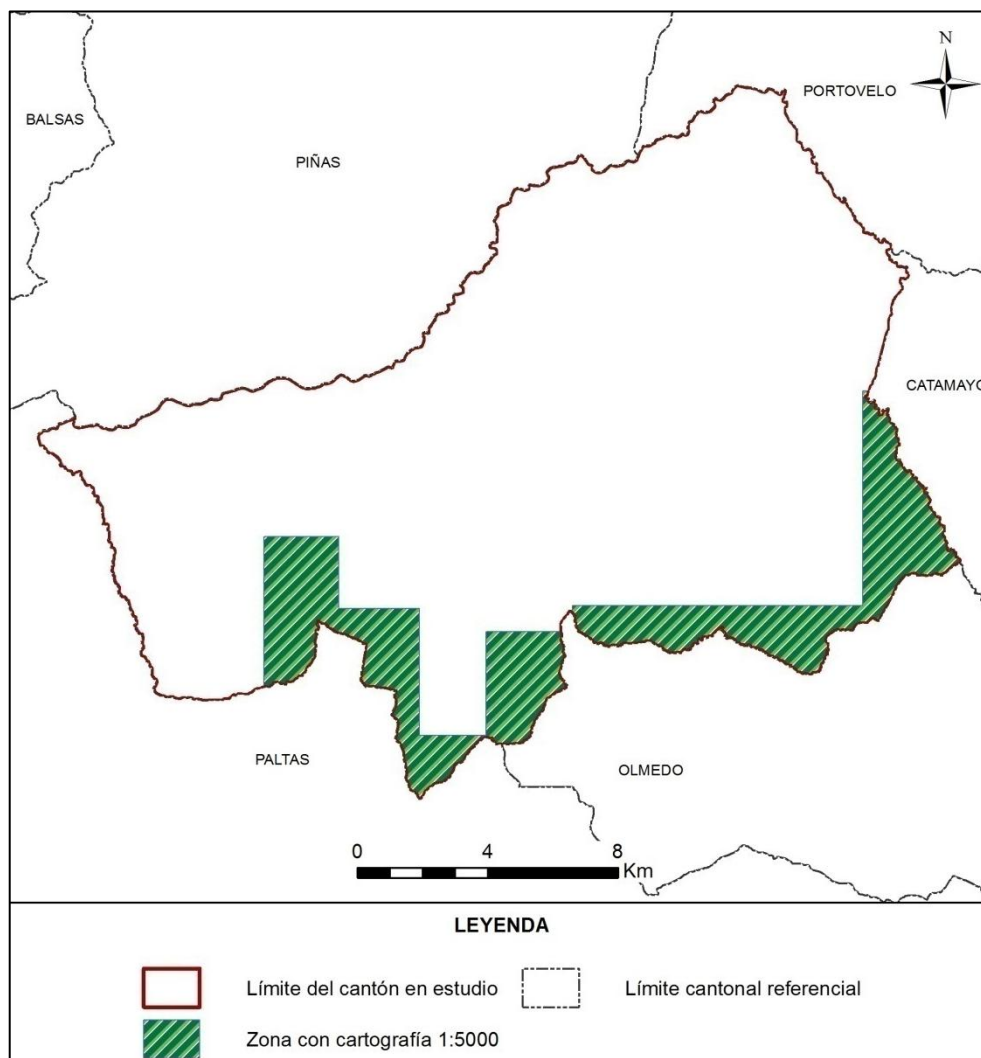 N
PORTOVELO
BALSAS
PIÑAS
CATAMAYO
PALTAS
OLMEDO
0 4 8
Km
LEYENDA
Límite del cantón en estudio
Límite cantonal referencial
Zona con cartografía 1:5000